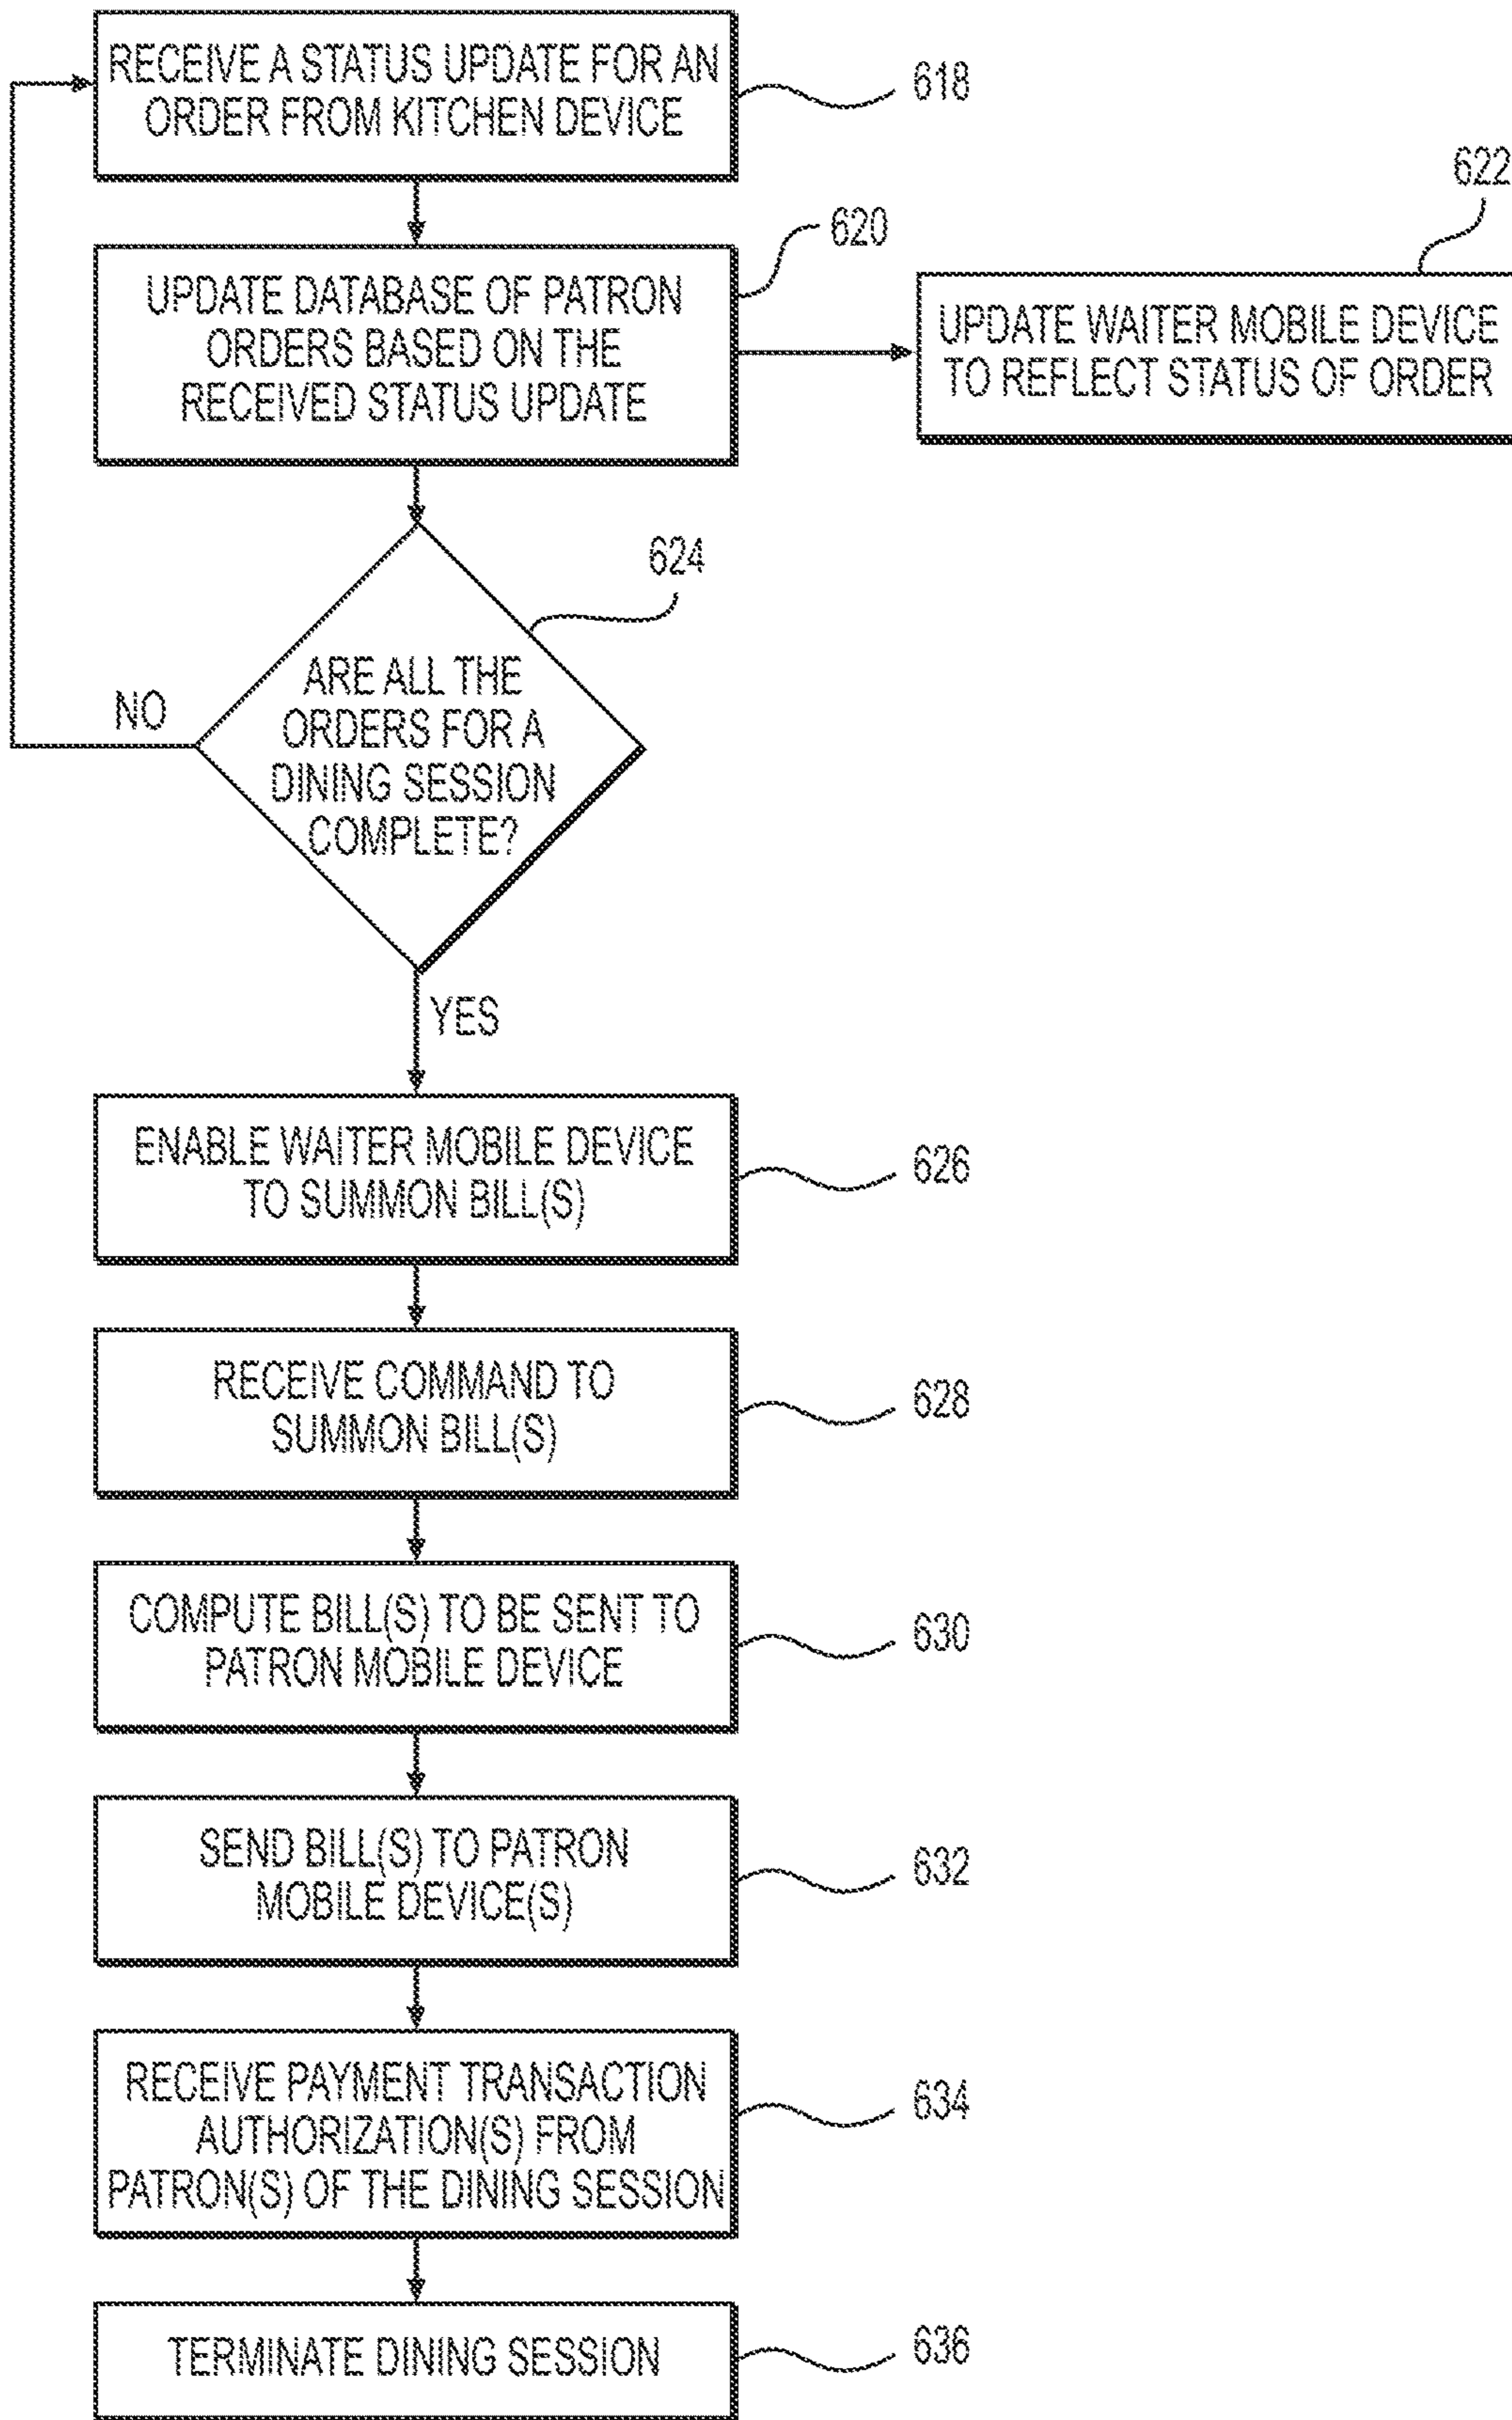 RECEIVE A STATUS UPDATE FOR AN
ORDER FROM KITCHEN DEVICE
618
622
620
UPDATE DATABASE OF PATRON
ORDERS BASED ON THE
RECEIVED STATUS UPDATE
UPDATE WAITER MOBILE DEVICE
TO REFLECT STATUS OF ORDER
624
ARE ALL THE
ORDERS FOR A
DINING SESSION
COMPLETE?
NO
YES
ENABLE WAITER MOBILE DEVICE
TO SUMMON BILL(S)
626
RECEIVE COMMAND TO
SUMMON BILL(S)
628
COMPUTE BILL(S) TO BE SENT TO
PATRON MOBILE DEVICE
630
SEND BILL(S) TO PATRON
MOBILE DEVICE(S)
632
RECEIVE PAYMENT TRANSACTION
AUTHORIZATION(S) FROM
PATRON(S) OF THE DINING SESSION
634
TERMINATE DINING SESSION
636